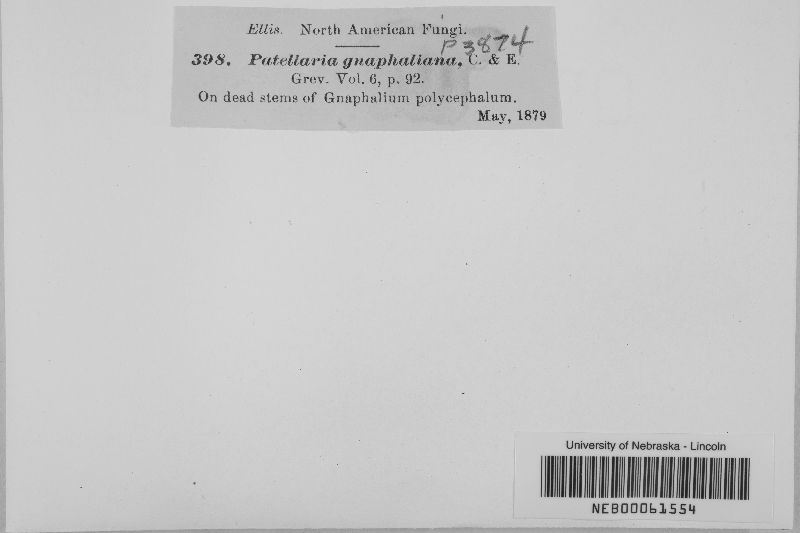 Ellis. North American Fungi.
P 3874
398. Patellaria gnaphaliana, C. & E.
Grev. Vol. 6, p. 92.
On dead stems of Gnaphalium polycephalum.
May, 1879
University of Nebraska - Lincoln
NEB00061554